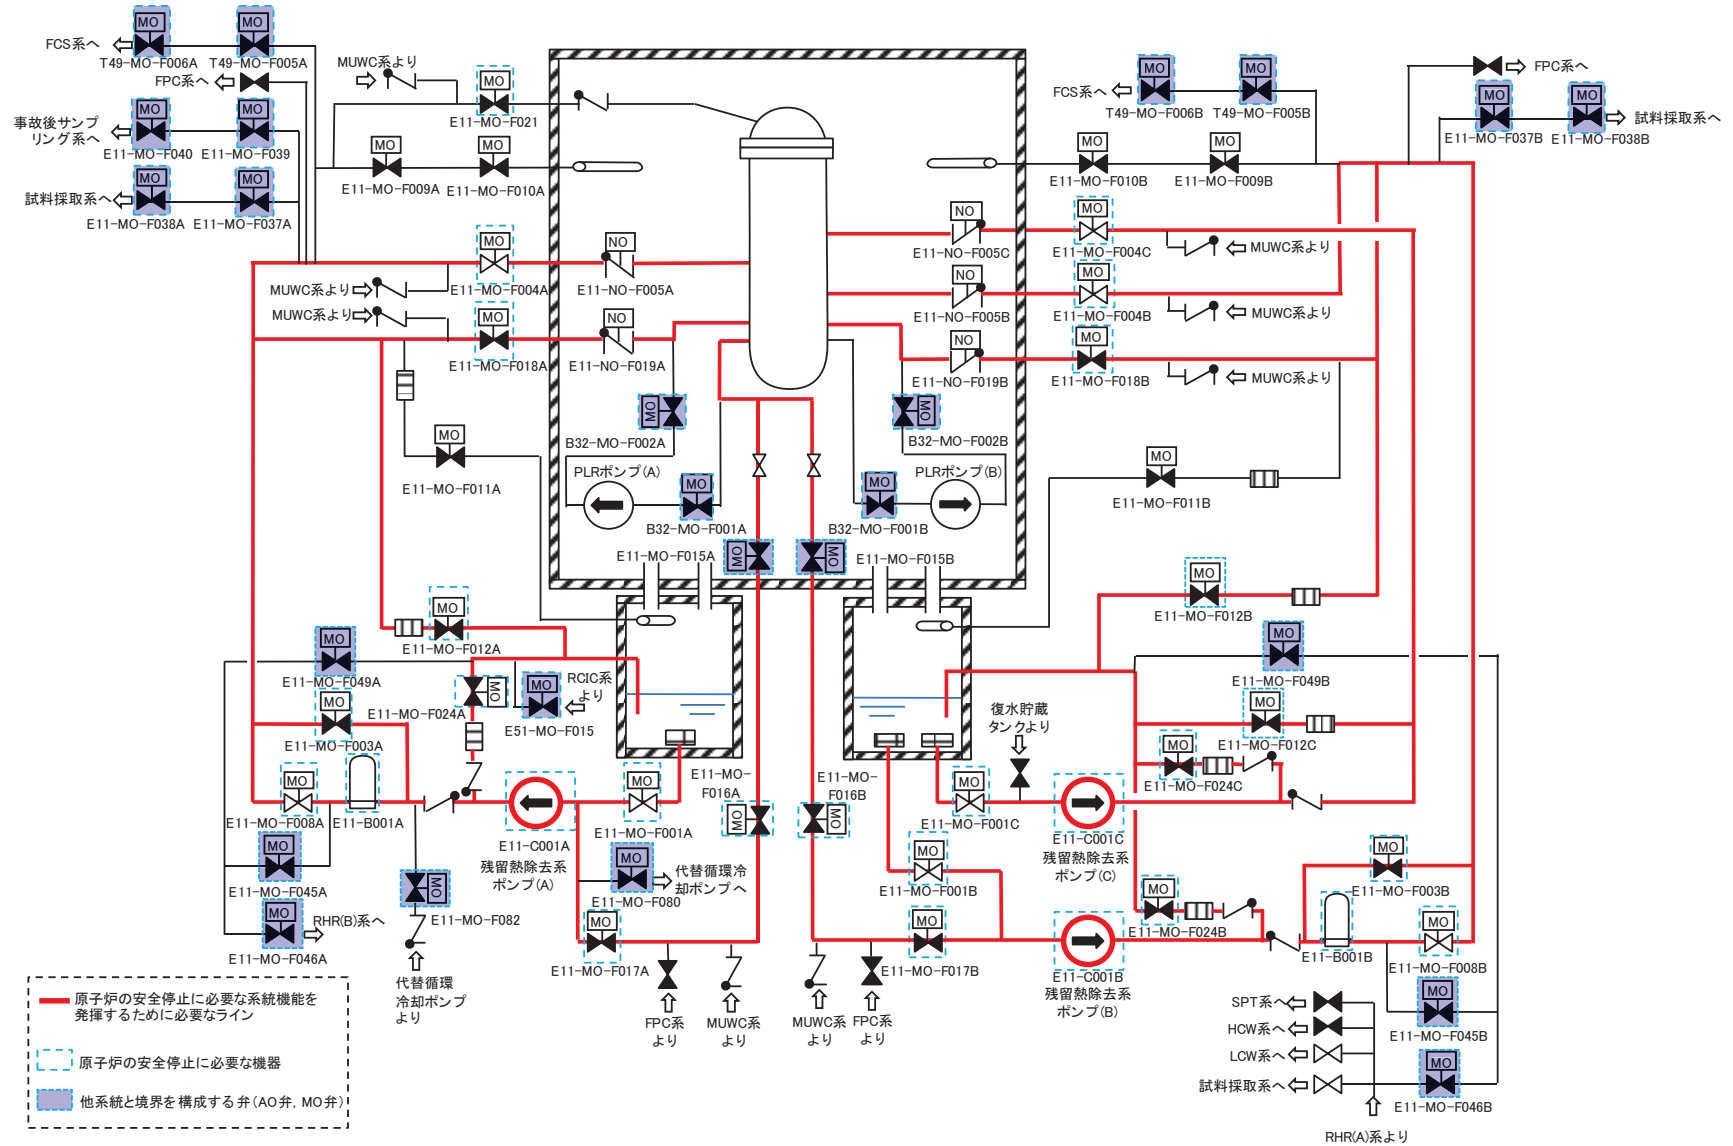 MO
MO
FCS系へ
T49-MO-F006A
T49-MO-F005A
FPC系へ
MO
MO
事故後サンプ
リング系へ
E11-MO-F040
E11-MO-F039
MO
MO
試料採取系へ
E11-MO-F038A
E11-MO-F037A
MUWC系より
MO
E11-MO-F021
MO
MO
E11-MO-F009A
E11-MO-F010A
MO
NO
E11-MO-F004A
E11-NO-F005A
MUWC系より
MUWC系より
MO
NO
E11-MO-F018A
E11-NO-F019A
MO
E11-MO-F011A
MO
B32-MO-F002A
PLRポンプ(A)
MO
B32-MO-F001A
MO
E11-MO-F015A
MO
MO
FCS系へ
T49-MO-F006B
T49-MO-F005B
FPC系へ
MO
MO
試料採取系へ
E11-MO-F037B
E11-MO-F038B
MO
MO
E11-MO-F010B
E11-MO-F009B
NO
MO
E11-NO-F005C
E11-MO-F004C
MUWC系より
NO
MO
E11-NO-F005B
E11-MO-F004B
MUWC系より
NO
MO
E11-NO-F019B
E11-MO-F018B
MUWC系より
MO
B32-MO-F002B
PLRポンプ(B)
MO
B32-MO-F001B
MO
E11-MO-F015B
MO
E11-MO-F011B
MO
E11-MO-F012B
MO
E11-MO-F049B
MO
E11-MO-F012C
MO
E11-MO-F024C
MO
E11-MO-F012A
MO
E11-MO-F049A
MO
E11-MO-F024A
MO
RCIC系
より
E51-MO-F015
MO
E11-MO-F003A
MO
E11-MO-F008A
E11-B001A
E11-C001A
残留熱除去系
ポンプ(A)
MO
E11-MO-F001A
E11-MO-
F016A
MO
E11-MO-
F016B
MO
復水貯蔵
タンクより
MO
E11-MO-F001C
E11-C001C
残留熱除去系
ポンプ(C)
MO
E11-MO-F045A
MO
RHR(B)系へ
E11-MO-F046A
MO
E11-MO-F082
代替循環
冷却ポンプ
より
MO
代替循環冷
却ポンプへ
E11-MO-F080
MO
E11-MO-F017A
FPC系
より
MUWC系
より
MUWC系
より
FPC系
より
MO
E11-MO-F001B
MO
E11-MO-F017B
E11-C001B
残留熱除去系
ポンプ(B)
MO
E11-MO-F024B
MO
E11-MO-F003B
E11-B001B
MO
E11-MO-F008B
MO
E11-MO-F045B
SPT系へ
HCW系へ
LCW系へ
試料採取系へ
MO
E11-MO-F046B
RHR(A)系より
原子炉の安全停止に必要な系統機能を
発揮するために必要なライン
原子炉の安全停止に必要な機器
他系統と境界を構成する弁(AO弁, MO弁)